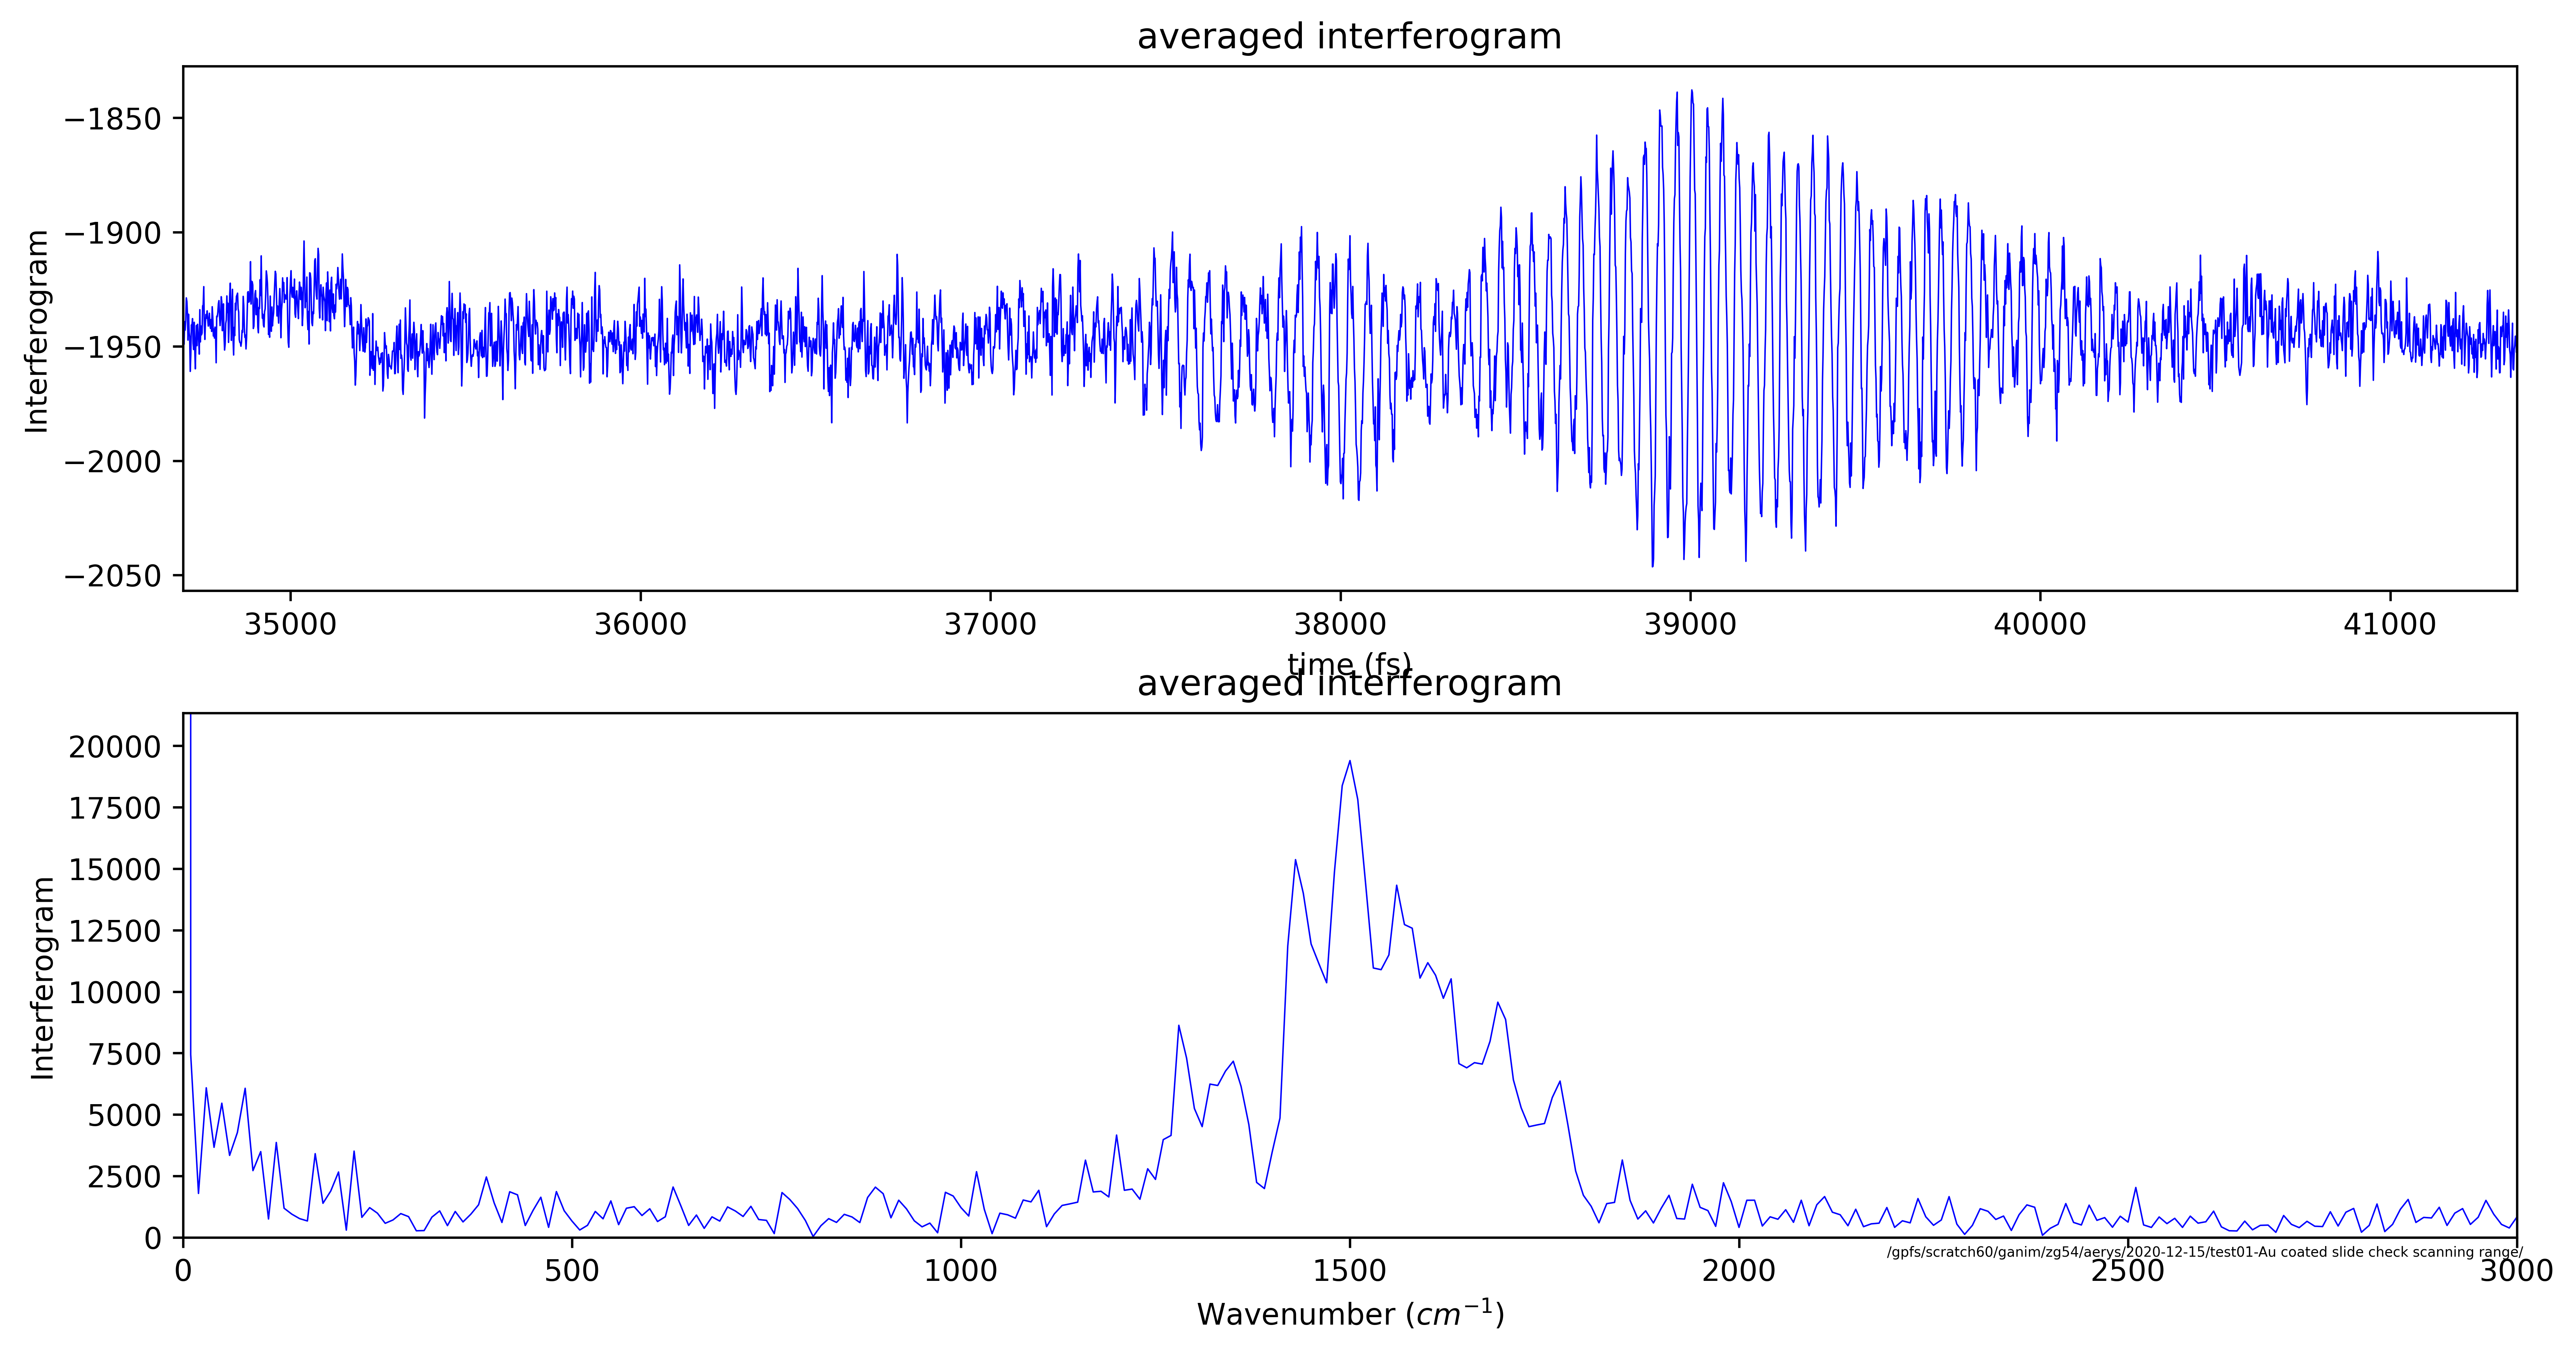 averaged interferogram
Interferogram
−1850
−1900
−1950
−2000
−2050
35000 36000 37000 38000 39000 40000 41000
time (fs)
averaged interferogram
Interferogram
20000
17500
15000
12500
10000
7500
5000
2500
0
/gpfs/scratch60/ganim/zg54/aerys/2020-12-15/test01-Au coated slide check scanning range/
0 500 1000 1500 2000 2500 3000
Wavenumber (cm⁻¹)